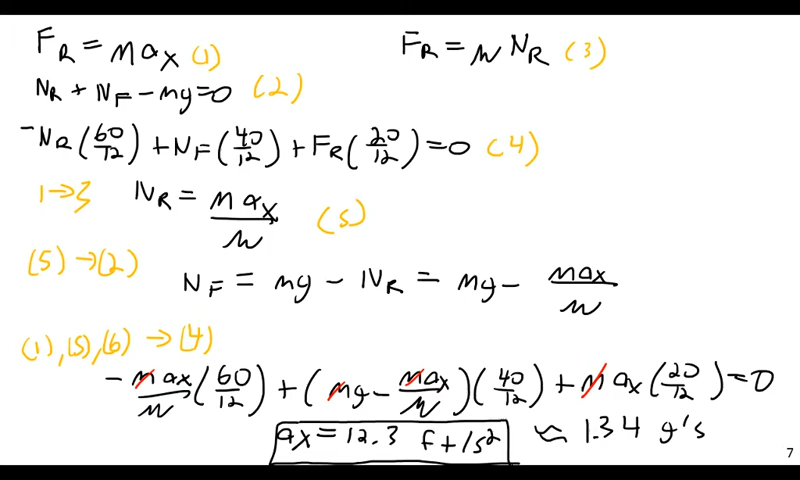 F_R = m a_x (1) F_R = μ N_R (3)
N_R + N_F - mg = 0 (2)
-N_R (60/12) + N_F (40/12) + F_R (20/12) = 0 (4)
1 → 3 N_R = m a_x / μ (5)
(5) → (2) N_F = mg - N_R = mg - m a_x / μ
(1), (5), (6) → (4)
- m a_x / μ (60/12) + (mg - m a_x / μ)(40/12) + m a_x (20/12) = 0
a_x = 12.3 ft/s² ≈ 1.34 g's
7